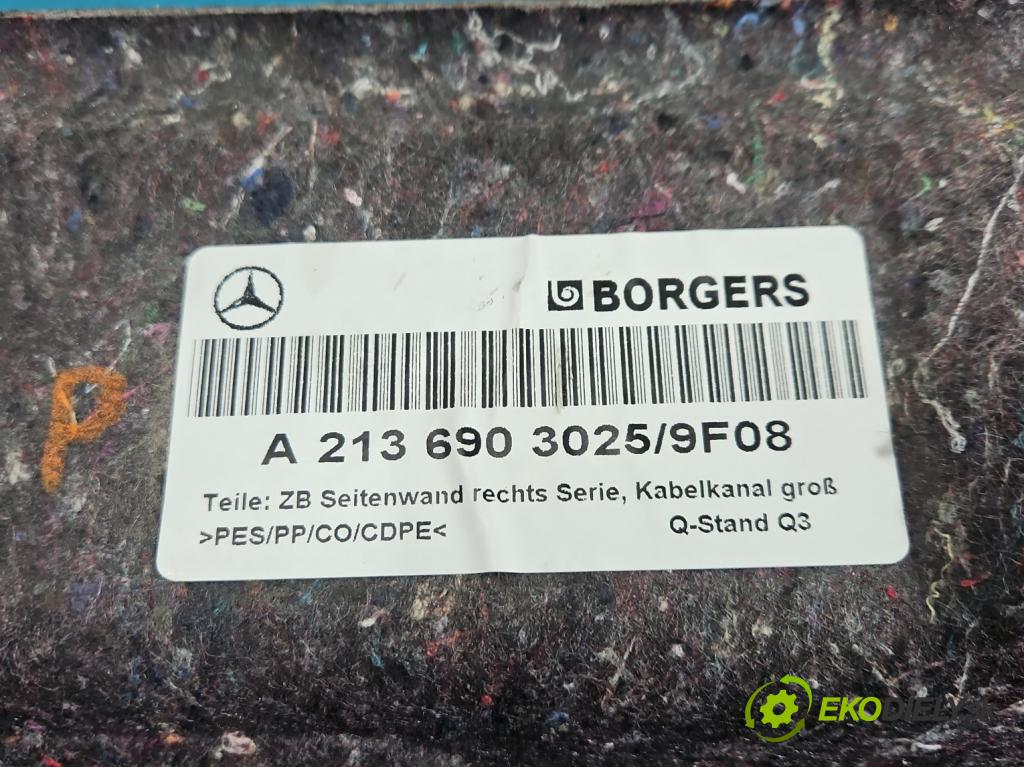 BORGERS
A 213 690 3025/9F08
Teile: ZB Seitenwand rechts Serie, Kabelkanal groß
>PES/PP/CO/CDPE<
Q-Stand Q3
P
EKODIELY